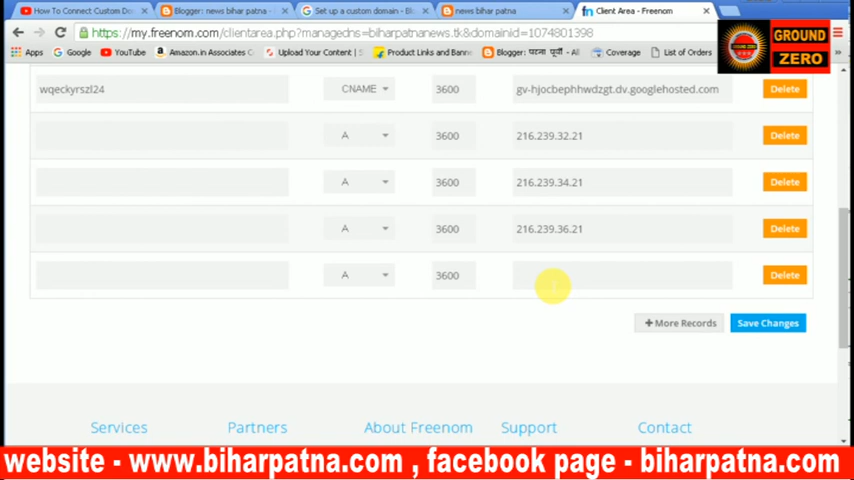 How To Connect Custom Do
Blogger: news bihar patna -
Set up a custom domain - Bl
news bihar patna
Client Area - Freenom
https://my.freenom.com/clientarea.php?managedns=biharpatnanews.tk&domainid=1074801398
Apps
Google
YouTube
Amazon.in Associates C
Upload Your Content | S
Product Links and Bann
Blogger: पटना पूर्वी - All
Coverage
List of Orders
GROUND
ZERO
GROUND ZERO
wqeckyrszl24 CNAME 3600 gv-hjocbephhwdzgt.dv.googlehosted.com Delete
A 3600 216.239.32.21 Delete
A 3600 216.239.34.21 Delete
A 3600 216.239.36.21 Delete
A 3600 Delete
+ More Records Save Changes
Services Partners About Freenom Support Contact
website - www.biharpatna.com , facebook page - biharpatna.com